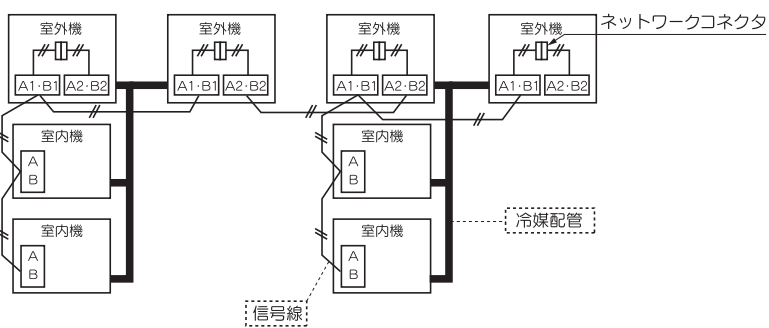 室外機 室外機 室外機 室外機 ネットワークコネクタ
A1·B1 A2·B2 A1·B1 A2·B2 A1·B1 A2·B2 A1·B1 A2·B2
室内機 室内機
A A
B B
冷媒配管
室内機 室内機
A A
B B
信号線